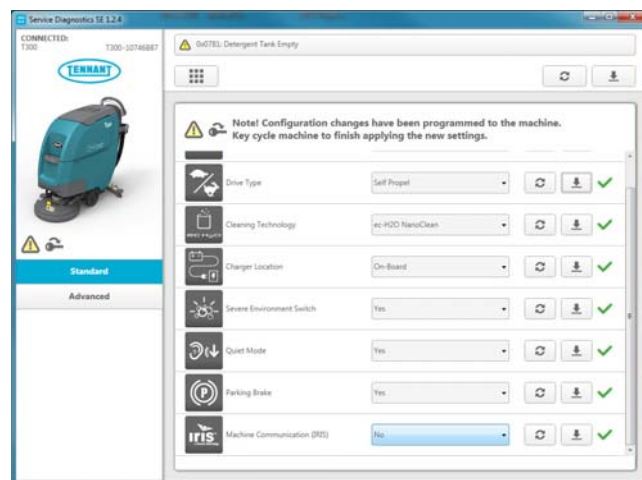 Service Diagnostics SE 1.2.4
CONNECTED:
T300 T300-10746887
TENNANT
Standard
Advanced
0x07B1: Detergent Tank Empty
Note! Configuration changes have been programmed to the machine.
Key cycle machine to finish applying the new settings.
Drive Type Self Propel
Cleaning Technology ec-H2O NanoClean
Charger Location On-Board
Severe Environment Switch Yes
Quiet Mode Yes
Parking Brake Yes
IRIS Machine Communication (IRIS) No